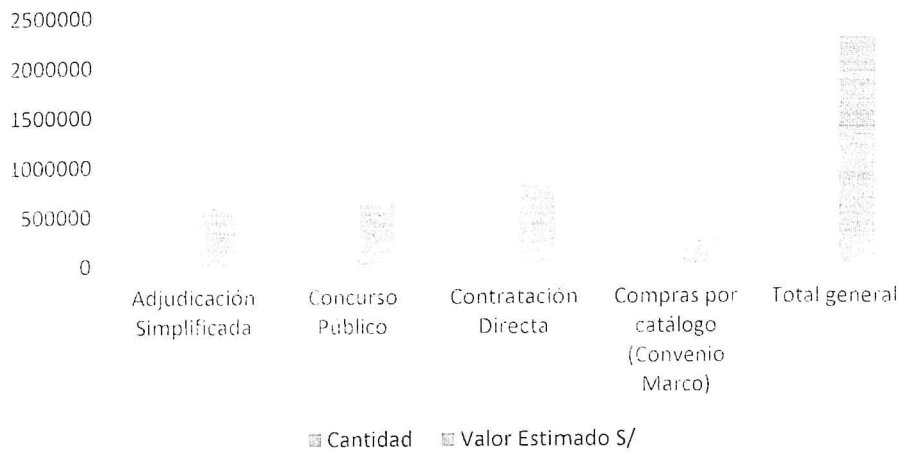 2500000
2000000
1500000
1000000
500000
0
Adjudicación
Simplificada
Concurso
Publico
Contratación
Directa
Compras por
catálogo
(Convenio
Marco)
Total general
Cantidad
Valor Estimado S/